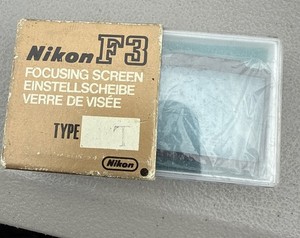 Nikon F3
FOCUSING SCREEN
EINSTELLSCHEIBE
VERRE DE VISÉE
TYPE T
Nikon